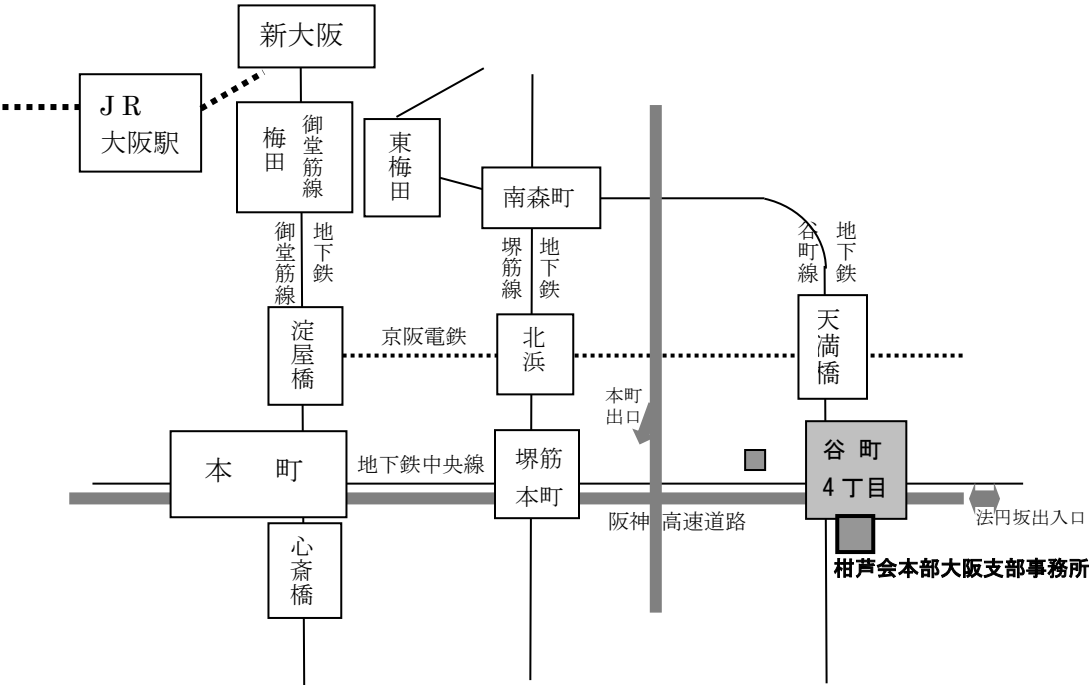 新大阪
ＪＲ
大阪駅
梅田
御堂筋線
東梅田
南森町
御堂筋線
地下鉄
堺筋線
地下鉄
谷町線
地下鉄
淀屋橋
京阪電鉄
北浜
天満橋
本町
出口
本　町
地下鉄中央線
堺筋
本町
谷 町
4 丁目
阪神 高速道路
法円坂出入口
心斎橋
柑芦会本部大阪支部事務所